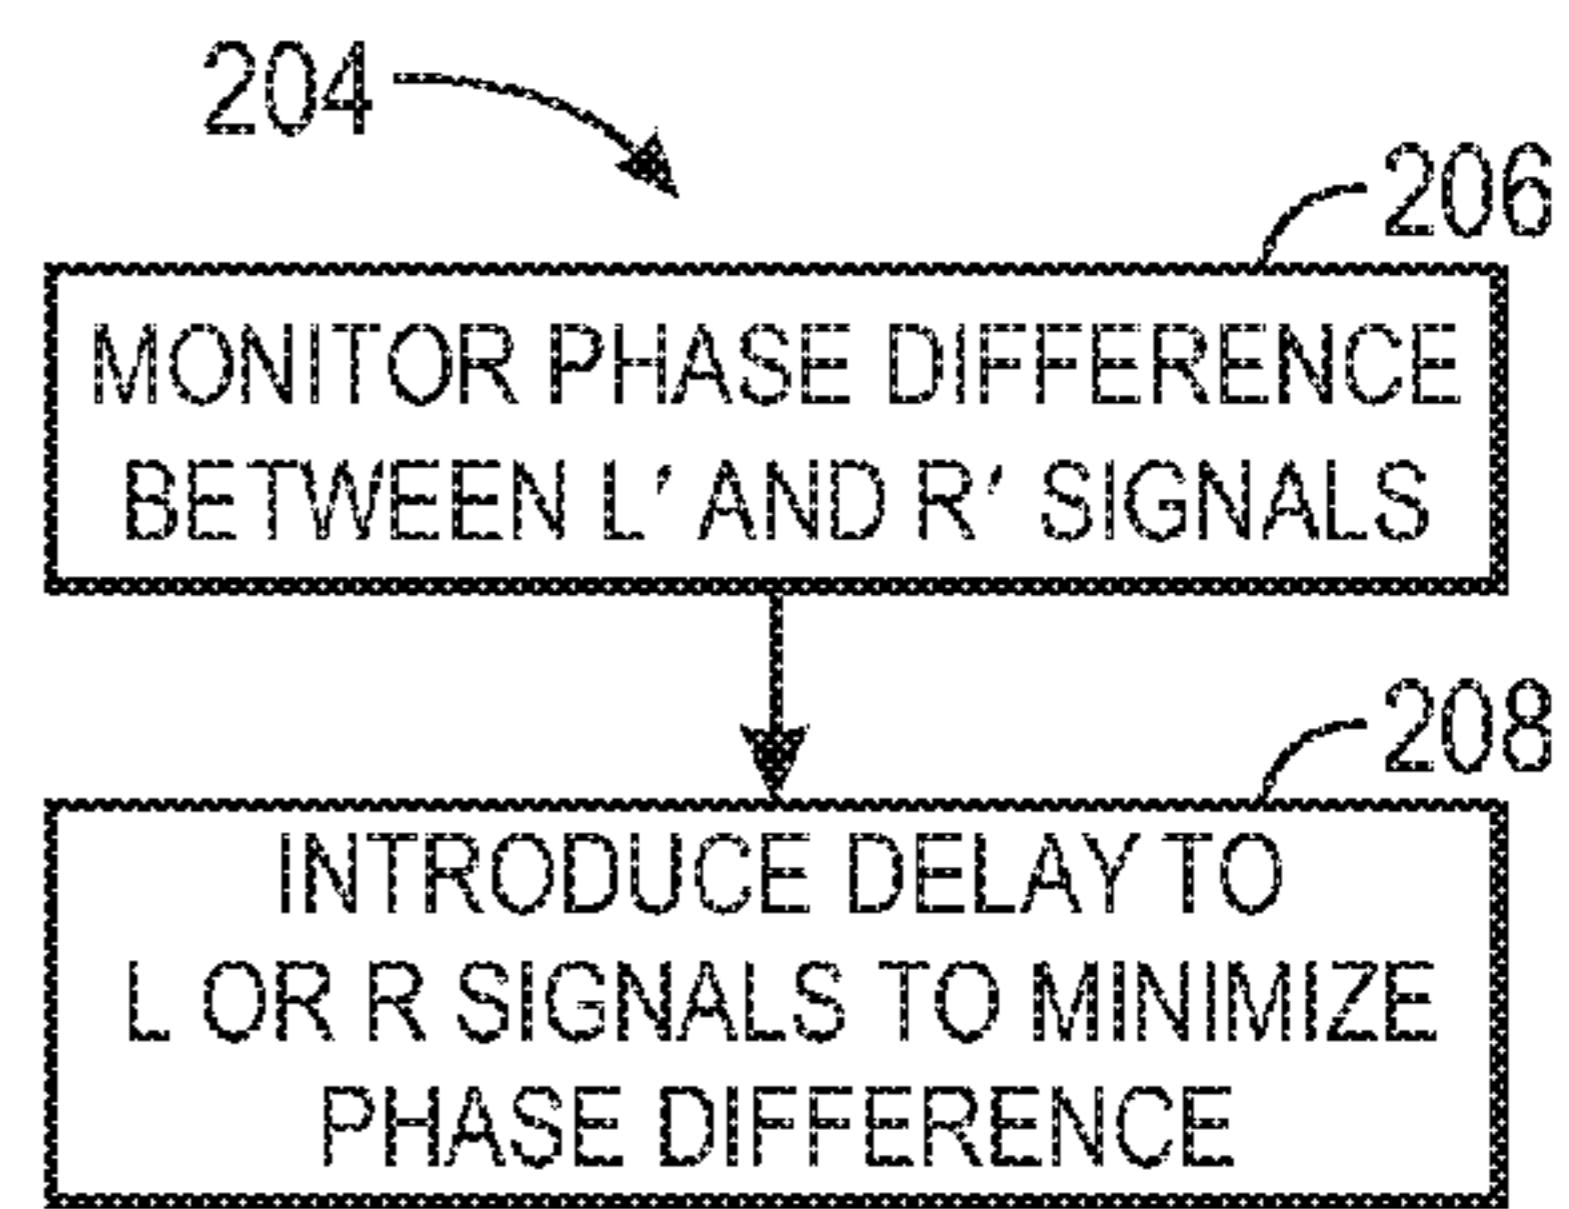 204
206
MONITOR PHASE DIFFERENCE
BETWEEN L' AND R' SIGNALS
208
INTRODUCE DELAY TO
L OR R SIGNALS TO MINIMIZE
PHASE DIFFERENCE